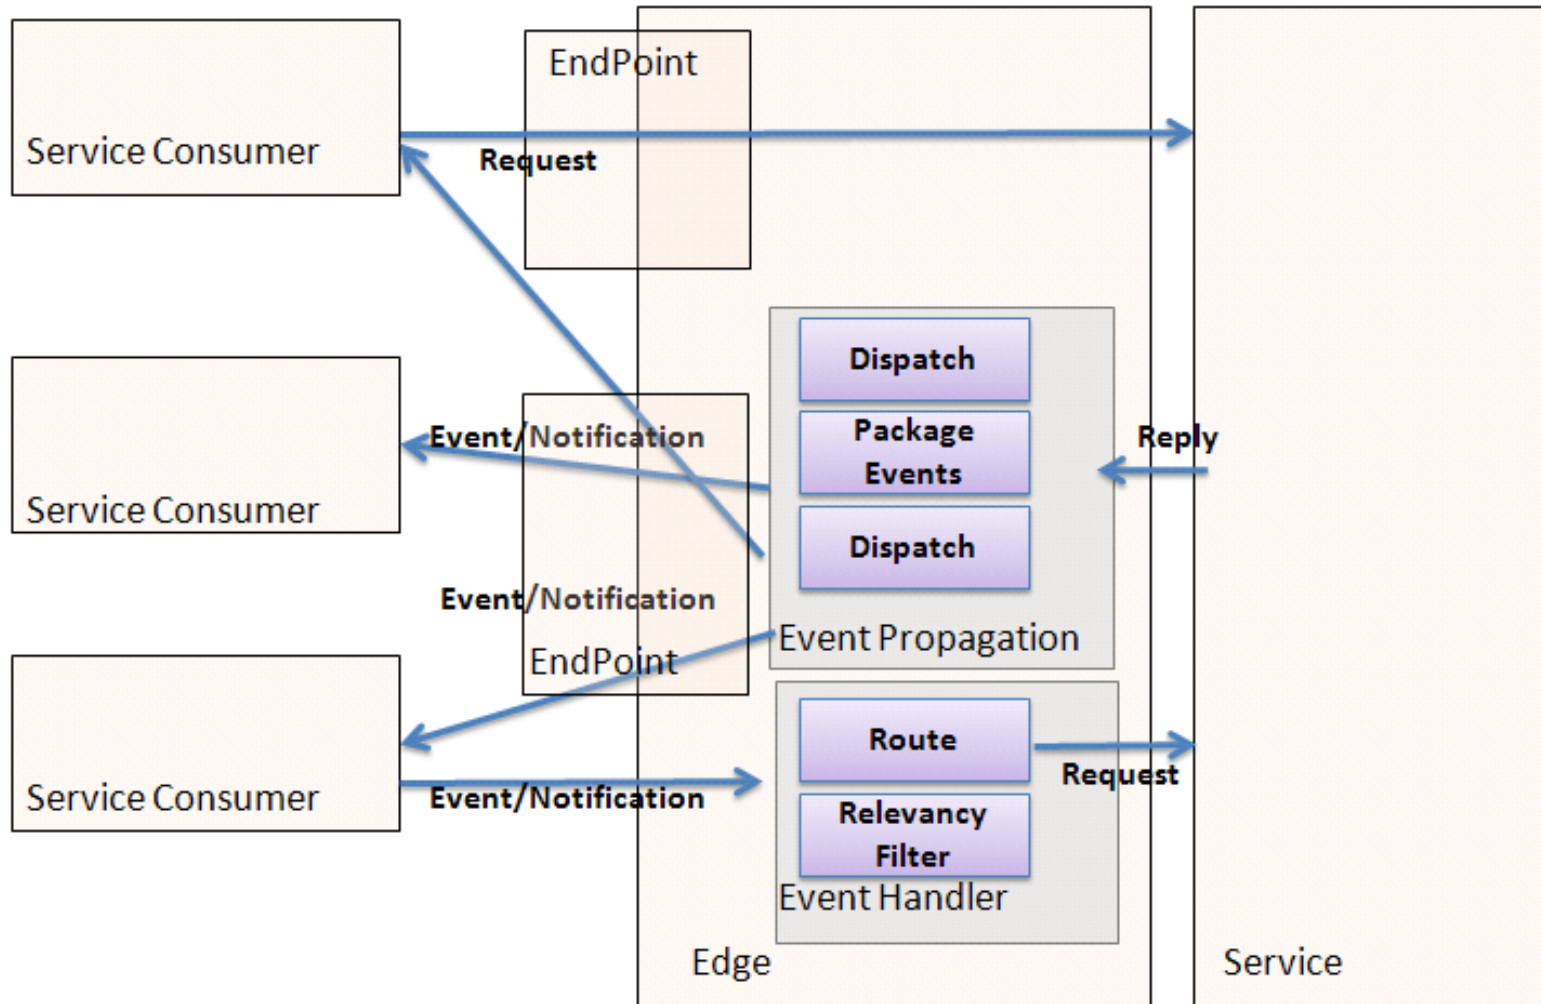 EndPoint
Service Consumer
Request
Dispatch
Package
Events
Reply
Event/Notification
Service Consumer
Dispatch
Event/Notification
Event Propagation
EndPoint
Route
Request
Service Consumer
Event/Notification
Relevancy
Filter
Event Handler
Edge
Service